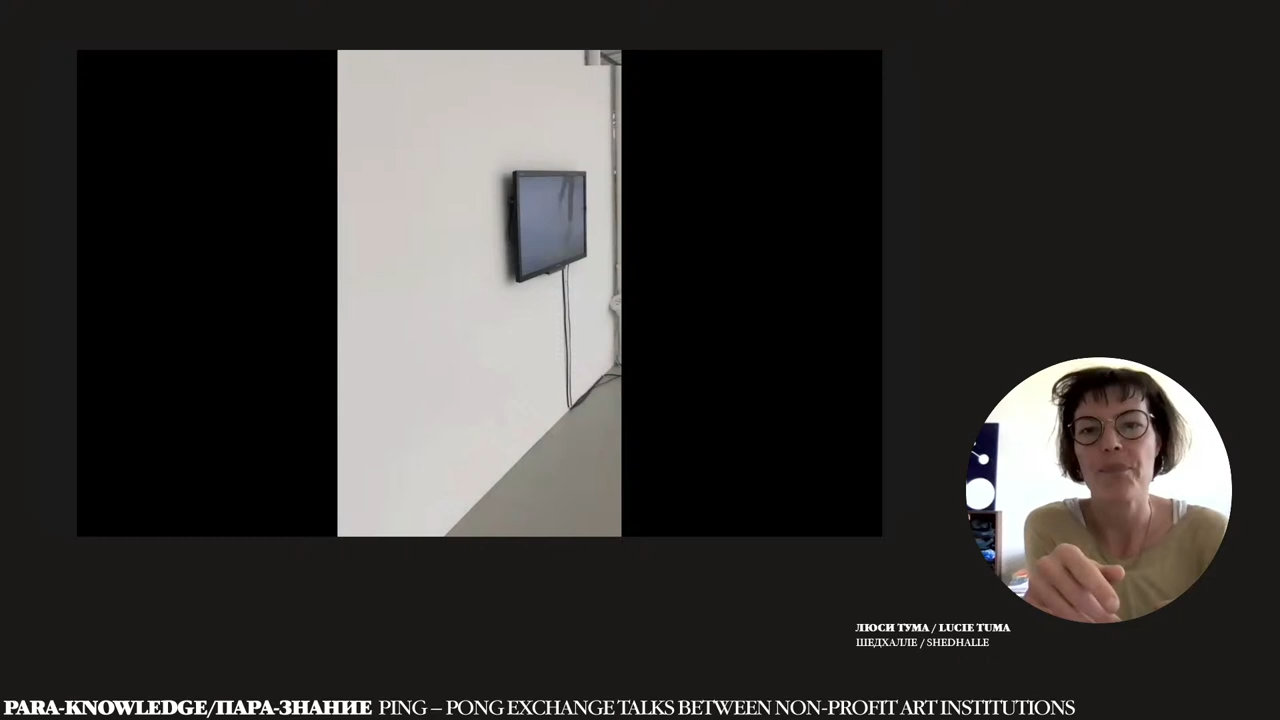 ЛЮСИ ТУМА / LUCIE TUMA
ШЕДХАЛЛЕ / SHEDHALLE
PARA-KNOWLEDGE/ПАРА-ЗНАНИЕ PING – PONG EXCHANGE TALKS BETWEEN NON-PROFIT ART INSTITUTIONS